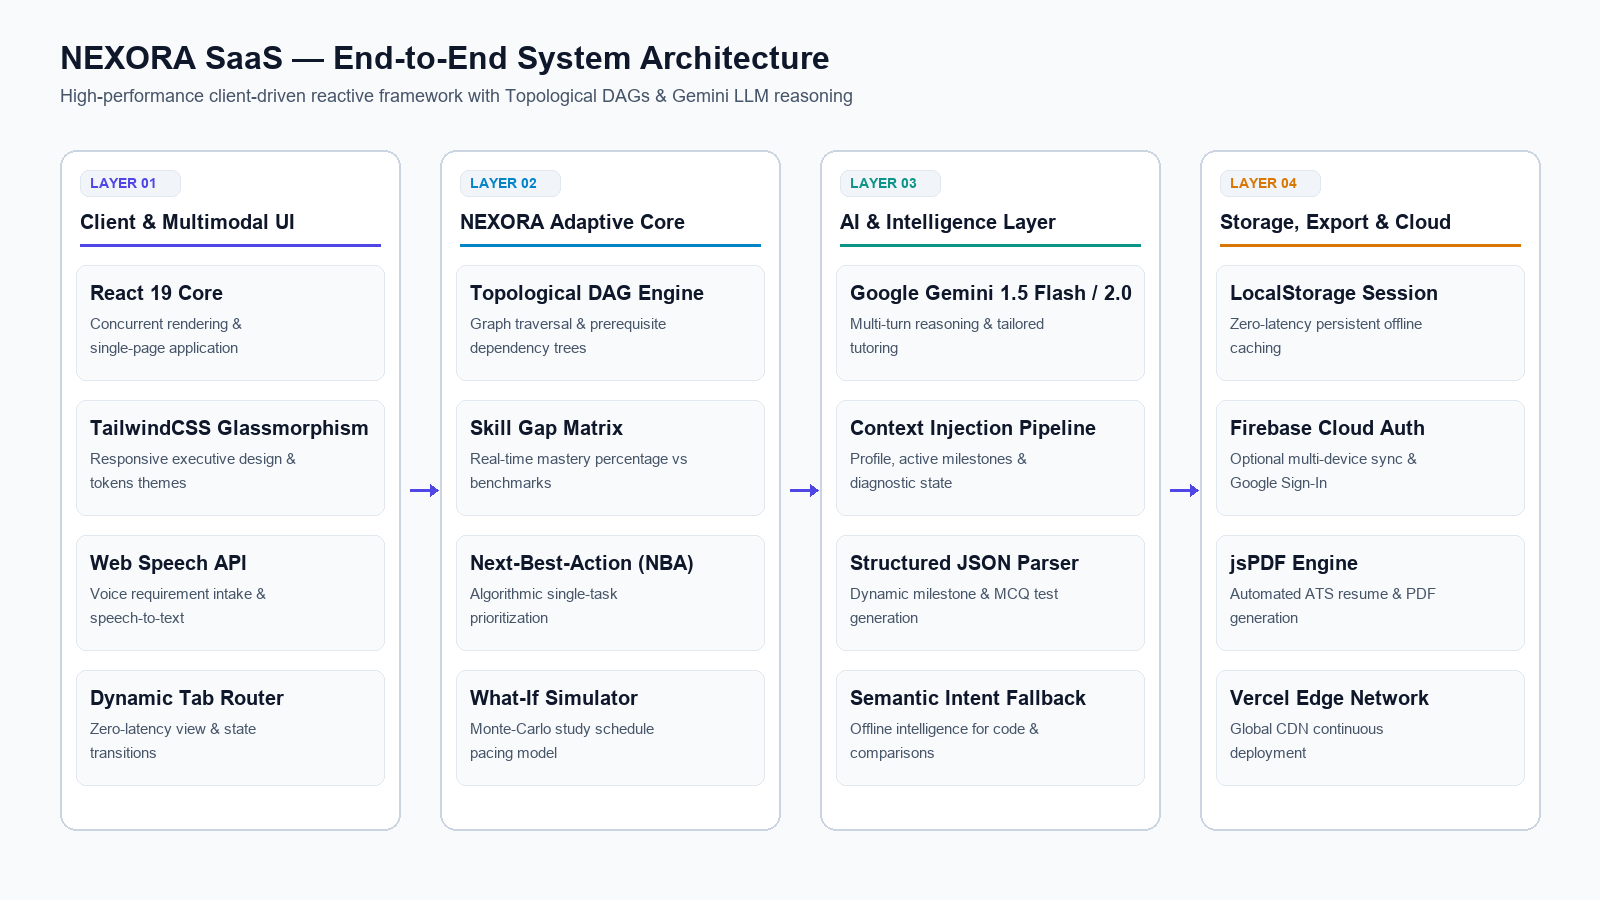 NEXORA SaaS — End-to-End System Architecture
High-performance client-driven reactive framework with Topological DAGs & Gemini LLM reasoning
LAYER 01
Client & Multimodal UI
React 19 Core
Concurrent rendering &
single-page application
TailwindCSS Glassmorphism
Responsive executive design &
tokens themes
Web Speech API
Voice requirement intake &
speech-to-text
Dynamic Tab Router
Zero-latency view & state
transitions
LAYER 02
NEXORA Adaptive Core
Topological DAG Engine
Graph traversal & prerequisite
dependency trees
Skill Gap Matrix
Real-time mastery percentage vs
benchmarks
Next-Best-Action (NBA)
Algorithmic single-task
prioritization
What-If Simulator
Monte-Carlo study schedule
pacing model
LAYER 03
AI & Intelligence Layer
Google Gemini 1.5 Flash / 2.0
Multi-turn reasoning & tailored
tutoring
Context Injection Pipeline
Profile, active milestones &
diagnostic state
Structured JSON Parser
Dynamic milestone & MCQ test
generation
Semantic Intent Fallback
Offline intelligence for code &
comparisons
LAYER 04
Storage, Export & Cloud
LocalStorage Session
Zero-latency persistent offline
caching
Firebase Cloud Auth
Optional multi-device sync &
Google Sign-In
jsPDF Engine
Automated ATS resume & PDF
generation
Vercel Edge Network
Global CDN continuous
deployment